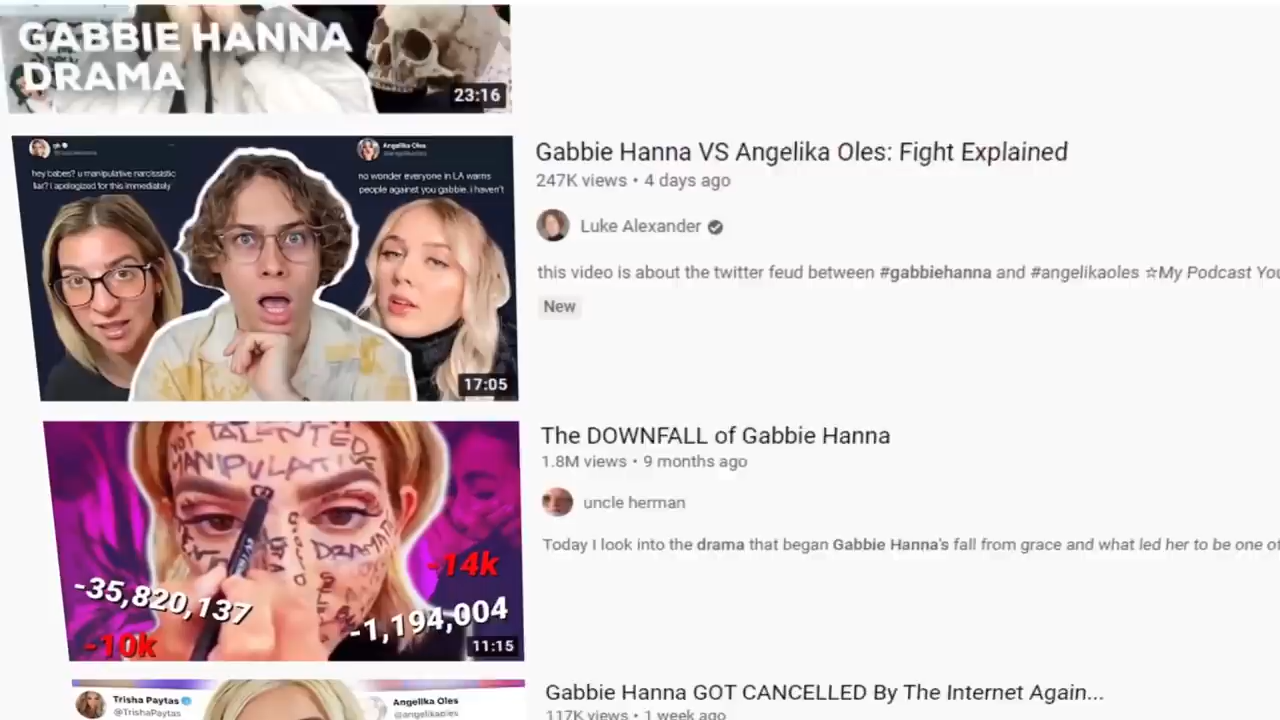 GABBIE HANNA
DRAMA
23:16
Angelika Oles
hey babes? u manipulative narcissistic
liar? I apologized for this immediately
no wonder everyone in LA warns
people against you gabbie. i haven't
17:05
Gabbie Hanna VS Angelika Oles: Fight Explained
247K views • 4 days ago
Luke Alexander
this video is about the twitter feud between #gabbiehanna and #angelikaoles ☆My Podcast You
New
NOT TALENTED
MANIPULATIVE
DRAMATI
-35,820,137
-10k
-14k
-1,194,004
11:15
The DOWNFALL of Gabbie Hanna
1.8M views • 9 months ago
uncle herman
Today I look into the drama that began Gabbie Hanna's fall from grace and what led her to be one of
Trisha Paytas
@TrishaPaytas
Angelika Oles
@angelikaoles
Gabbie Hanna GOT CANCELLED By The Internet Again...
117K views • 1 week ago